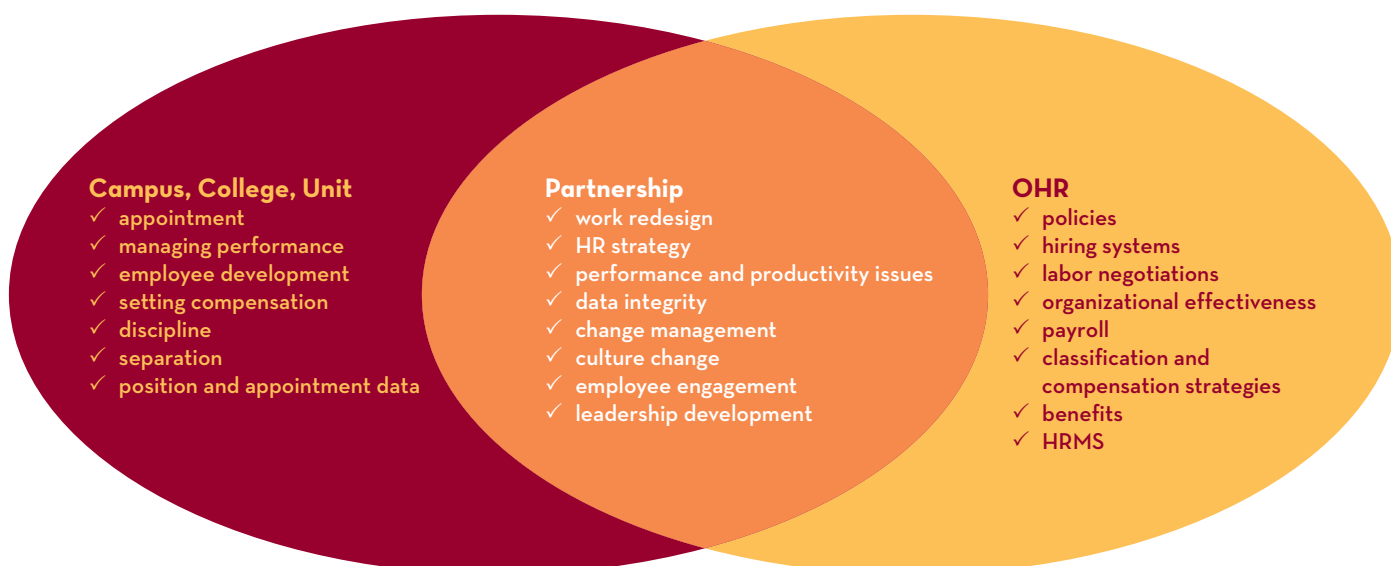 Campus, College, Unit
✓ appointment
✓ managing performance
✓ employee development
✓ setting compensation
✓ discipline
✓ separation
✓ position and appointment data
Partnership
✓ work redesign
✓ HR strategy
✓ performance and productivity issues
✓ data integrity
✓ change management
✓ culture change
✓ employee engagement
✓ leadership development
OHR
✓ policies
✓ hiring systems
✓ labor negotiations
✓ organizational effectiveness
✓ payroll
✓ classification and
compensation strategies
✓ benefits
✓ HRMS